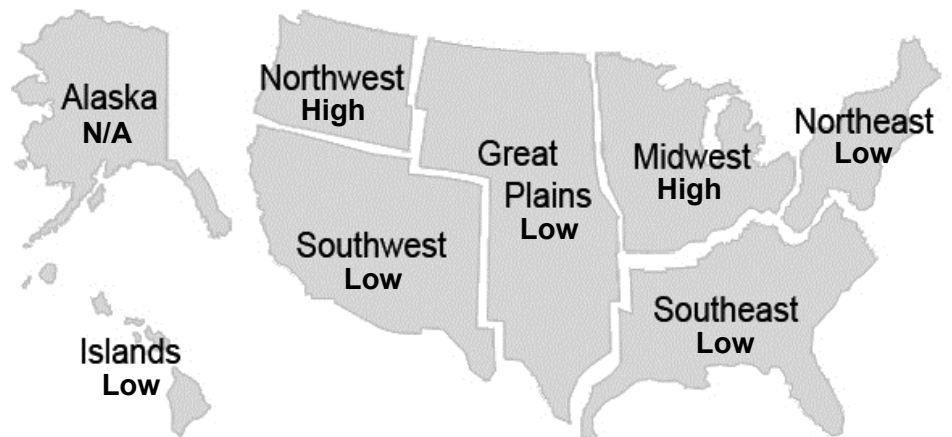 Alaska
N/A
Northwest
High
Great
Plains
Low
Midwest
High
Northeast
Low
Southwest
Low
Southeast
Low
Islands
Low